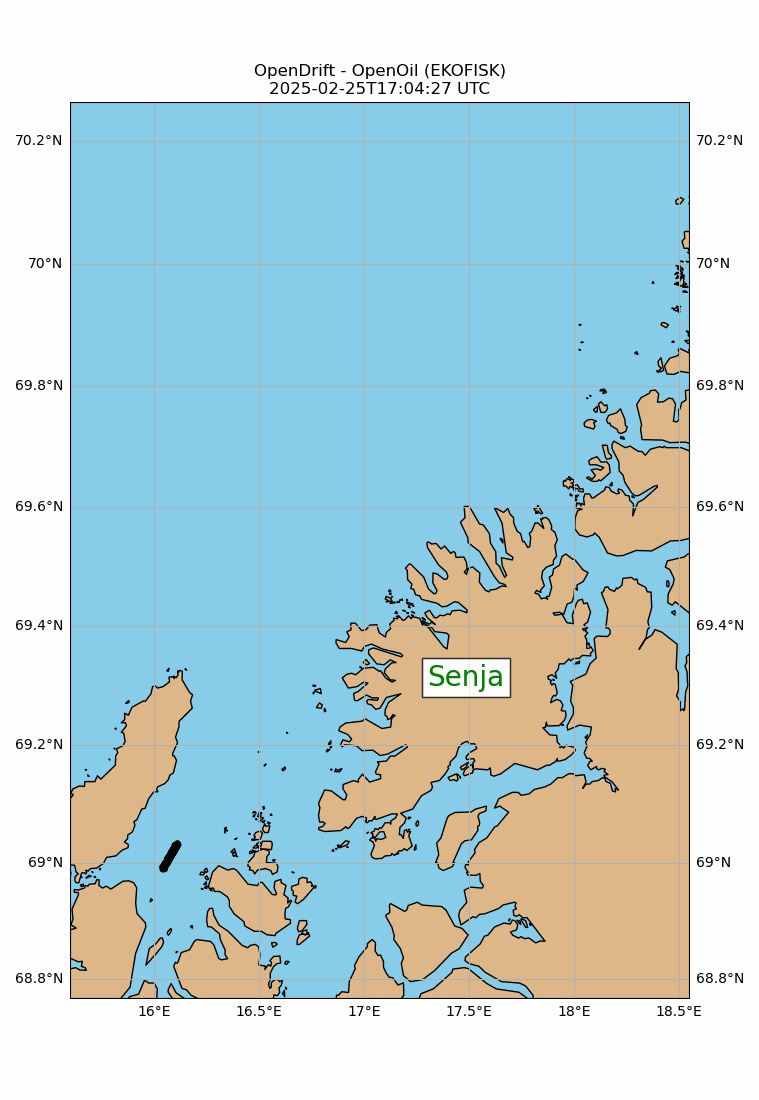 OpenDrift - OpenOil (EKOFISK)
2025-02-25T17:04:27 UTC
70.2°N 70.2°N
70°N 70°N
69.8°N 69.8°N
69.6°N 69.6°N
69.4°N 69.4°N
Senja
69.2°N 69.2°N
69°N 69°N
68.8°N 68.8°N
16°E 16.5°E 17°E 17.5°E 18°E 18.5°E